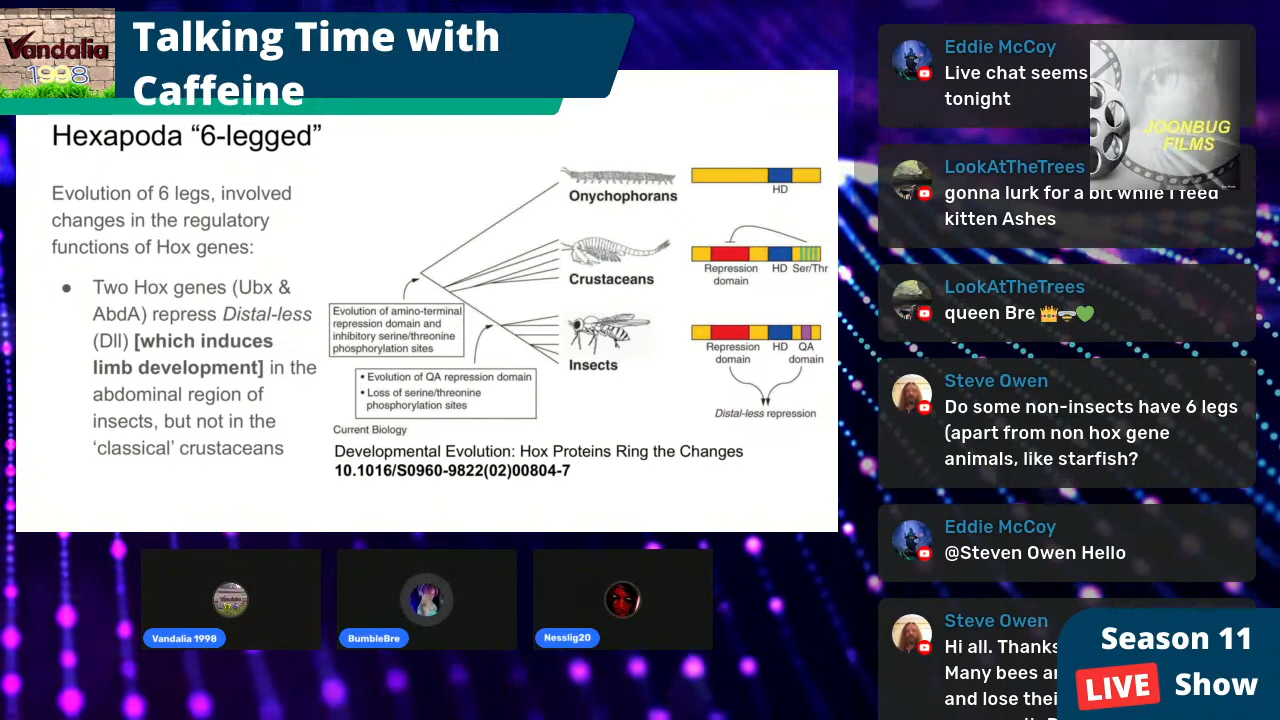 Vandalia
1998
Talking Time with
Caffeine
Hexapoda “6-legged”
Evolution of 6 legs, involved
changes in the regulatory
functions of Hox genes:
● Two Hox genes (Ubx &
AbdA) repress Distal-less
(Dll) [which induces
limb development] in the
abdominal region of
insects, but not in the
‘classical’ crustaceans
Onychophorans
HD
Crustaceans
Repression
domain
HD
Ser/Thr
Evolution of amino-terminal
repression domain and
inhibitory serine/threonine
phosphorylation sites
Insects
Repression
domain
HD
QA
domain
Distal-less repression
• Evolution of QA repression domain
• Loss of serine/threonine
phosphorylation sites
Current Biology
Developmental Evolution: Hox Proteins Ring the Changes
10.1016/S0960-9822(02)00804-7
Vandalia 1998
BumbleBre
Nesslig20
Eddie McCoy
Live chat seems
tonight
JOONBUG
FILMS
LookAtTheTrees
gonna lurk for a bit while I feed
kitten Ashes
LookAtTheTrees
queen Bre 👑🐝💚
Steve Owen
Do some non-insects have 6 legs
(apart from non hox gene
animals, like starfish?
Eddie McCoy
@Steven Owen Hello
Steve Owen
Hi all. Thanks
Many bees
and lose
Season 11
LIVE Show